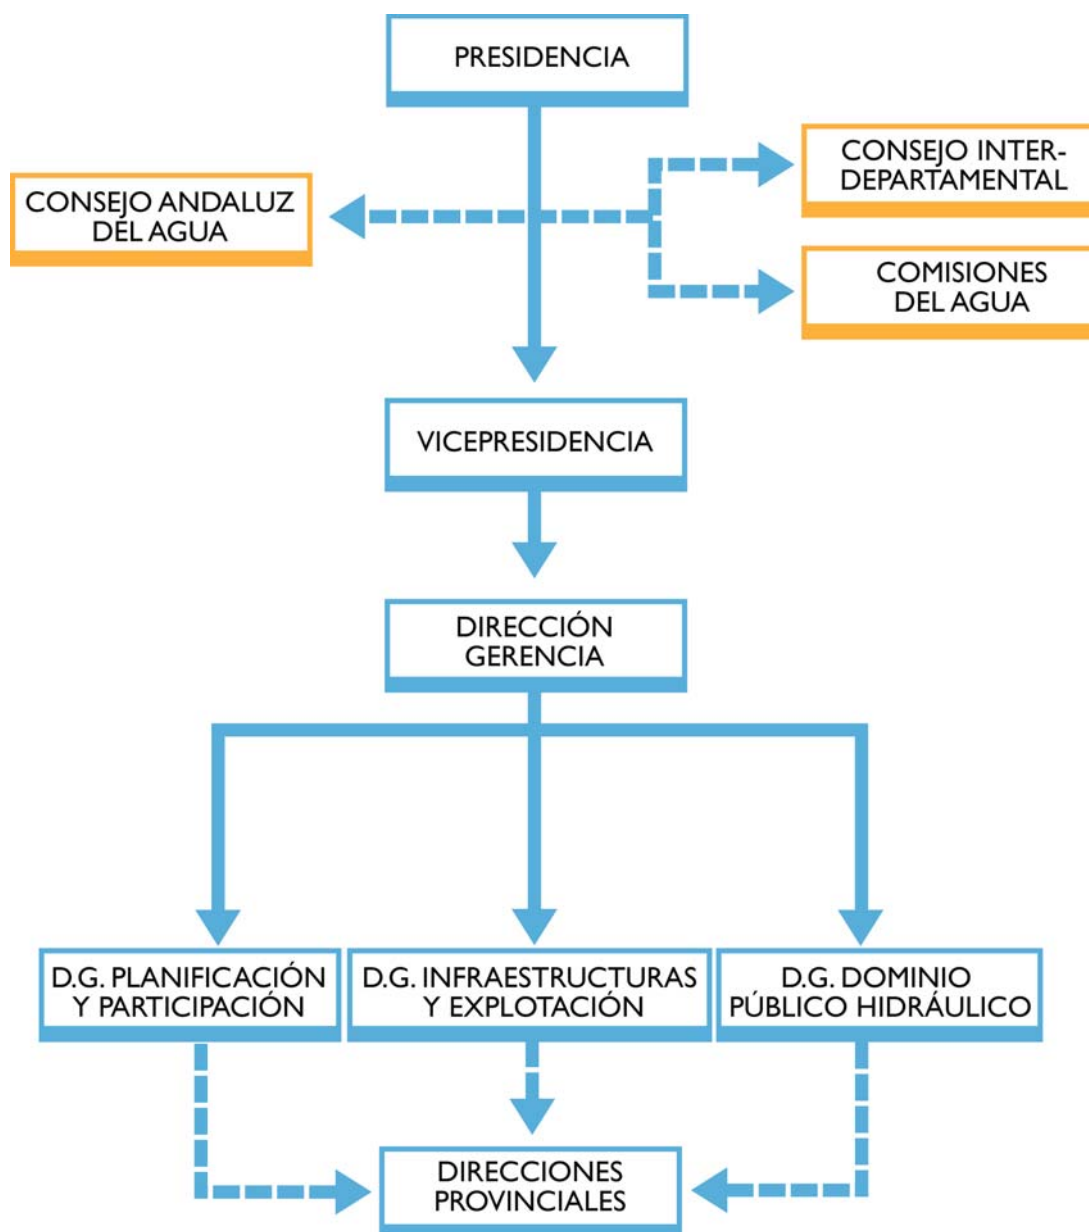 PRESIDENCIA
CONSEJO INTER-
DEPARTAMENTAL
CONSEJO ANDALUZ
DEL AGUA
COMISIONES
DEL AGUA
VICEPRESIDENCIA
DIRECCIÓN
GERENCIA
D.G. PLANIFICACIÓN
Y PARTICIPACIÓN
D.G. INFRAESTRUCTURAS
Y EXPLOTACIÓN
D.G. DOMINIO
PÚBLICO HIDRÁULICO
DIRECCIONES
PROVINCIALES